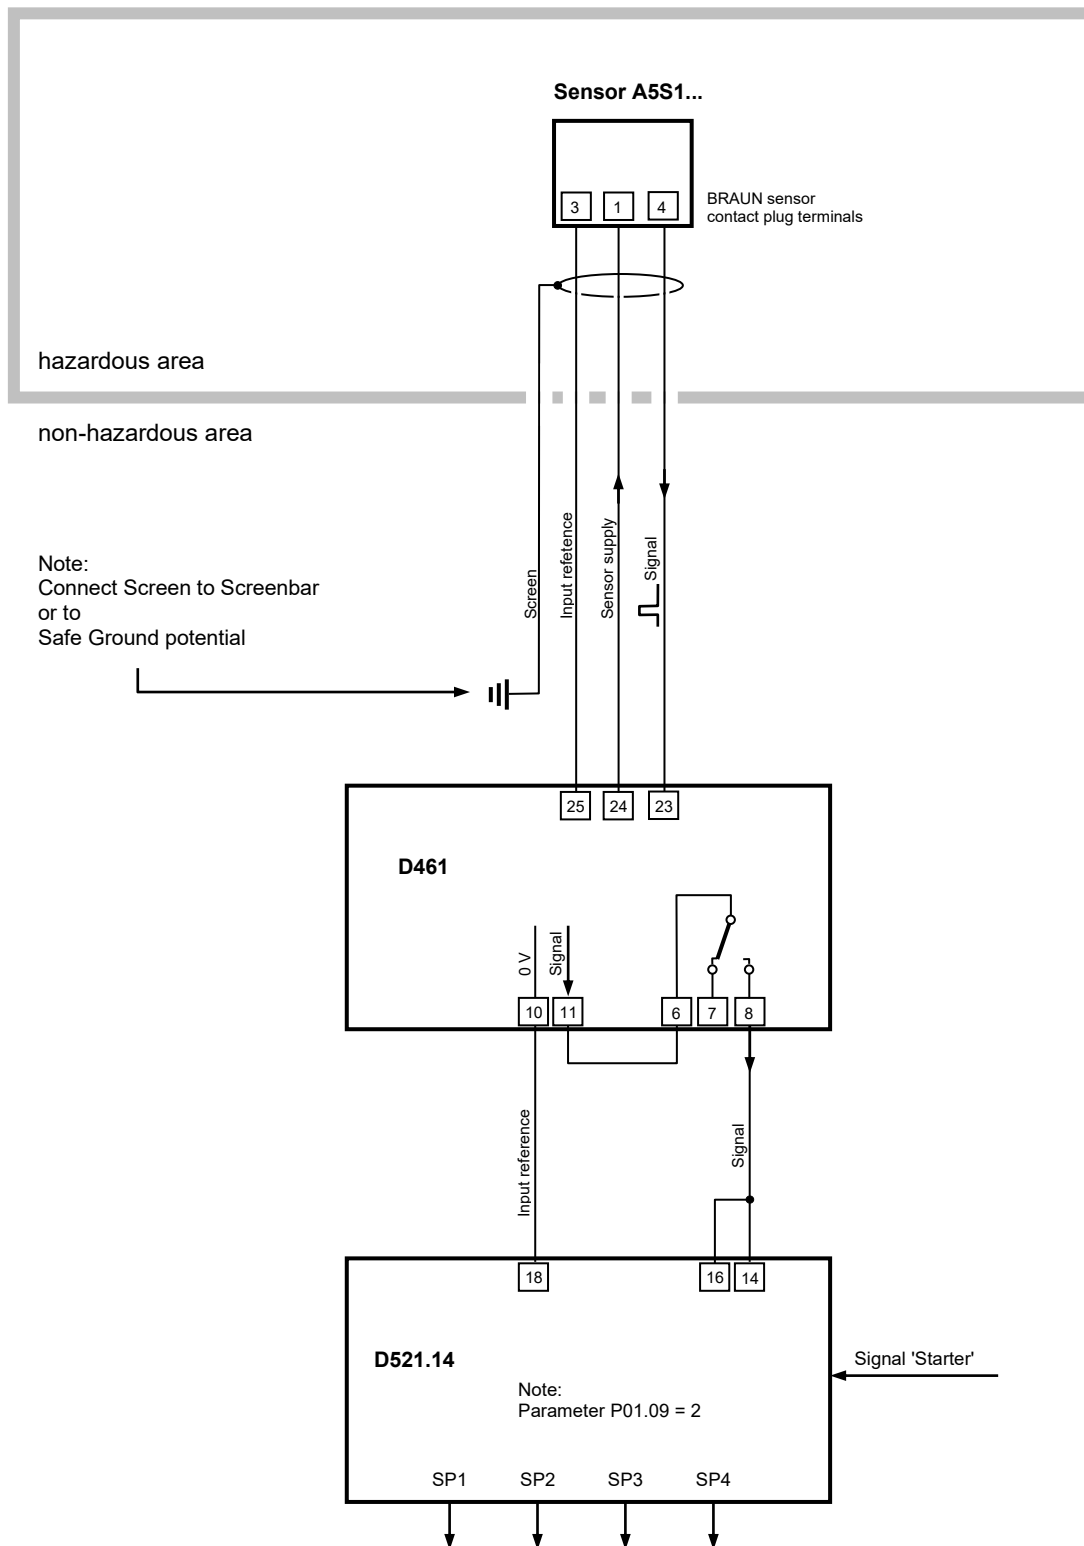 Sensor A5S1...
3 1 4
BRAUN sensor
contact plug terminals
hazardous area
non-hazardous area
Note:
Connect Screen to Screenbar
or to
Safe Ground potential
Screen
Input refetence
Sensor supply
Signal
25 24 23
D461
0 V
Signal
10 11 6 7 8
Input reference
Signal
18 16 14
D521.14
Signal 'Starter'
Note:
Parameter P01.09 = 2
SP1 SP2 SP3 SP4